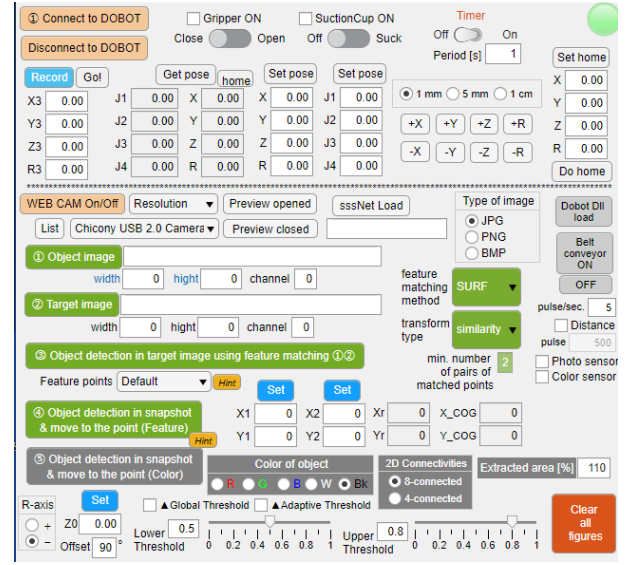 ① Connect to DOBOT
Gripper ON
SuctionCup ON
Timer
Close
Open
Off
Suck
Off
On
Disconnect to DOBOT
Period [s] 1
Set home
Record
Go!
Get pose
home
Set pose
Set pose
X 0.00
X3 0.00
J1 0.00
X 0.00
X 0.00
J1 0.00
1 mm
5 mm
1 cm
Y 0.00
Y3 0.00
J2 0.00
Y 0.00
Y 0.00
J2 0.00
+X
+Y
+Z
+R
Z 0.00
Z3 0.00
J3 0.00
Z 0.00
Z 0.00
J3 0.00
-X
-Y
-Z
-R
R 0.00
R3 0.00
J4 0.00
R 0.00
R 0.00
J4 0.00
Do home
WEB CAM On/Off
Resolution
Preview opened
sssNet Load
Type of image
JPG
PNG
BMP
Dobot Dll
load
List
Chicony USB 2.0 Camera
Preview closed
Belt
conveyor
ON
OFF
① Object image
width 0
hight 0
channel 0
feature
matching
method
SURF
② Target image
width 0
hight 0
channel 0
transform
type
similarity
pulse/sec. 5
Distance
pulse 500
③ Object detection in target image using feature matching ①②
min. number
of pairs of
matched points
2
Photo sensor
Color sensor
Feature points
Default
Hint
Set
Set
④ Object detection in snapshot
& move to the point (Feature)
Hint
X1 0
X2 0
Xr 0
X_COG 0
Y1 0
Y2 0
Yr 0
Y_COG 0
⑤ Object detection in snapshot
& move to the point (Color)
Color of object
R
G
B
W
Bk
2D Connectivities
8-connected
4-connected
Extracted area [%] 110
R-axis
+
−
Set
Z0 0.00
Offset 90 °
▲Global Threshold
▲Adaptive Threshold
Lower
Threshold
0.5
0 0.2 0.4 0.6 0.8 1
Upper
Threshold
0.8
0 0.2 0.4 0.6 0.8 1
Clear
all
figures